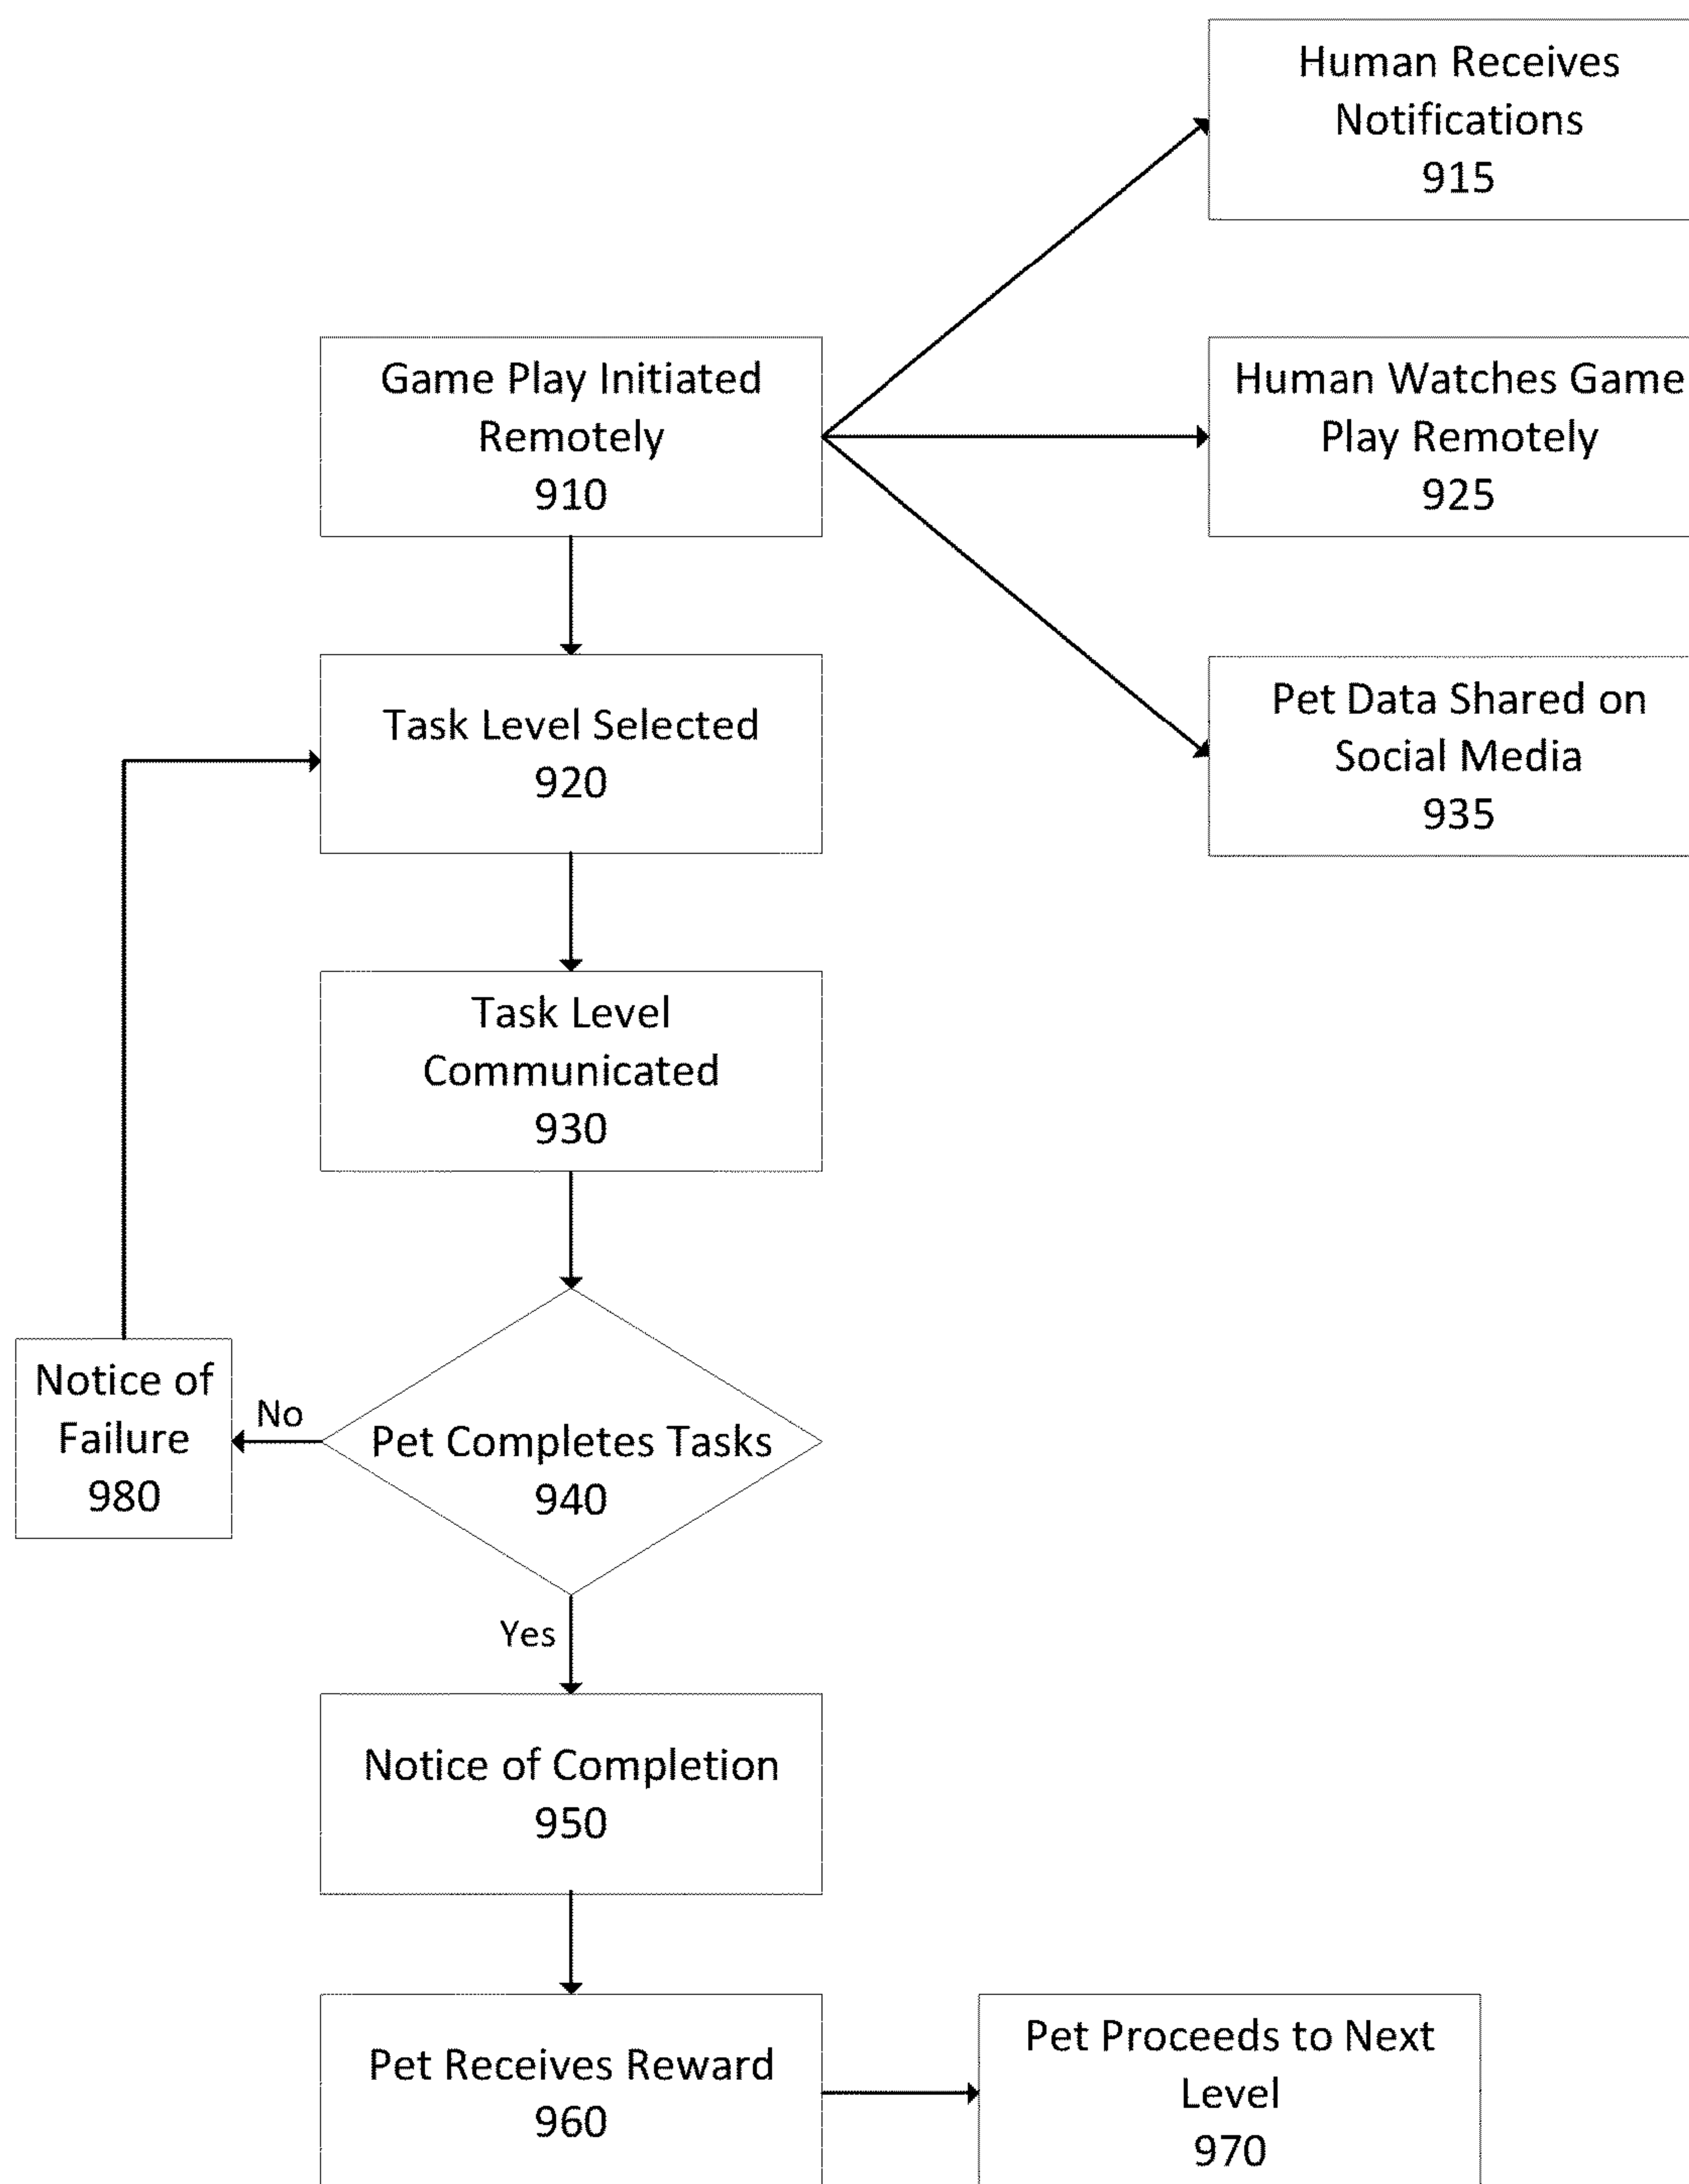 Human Receives
Notifications
915
Game Play Initiated
Remotely
910
Human Watches Game
Play Remotely
925
Task Level Selected
920
Pet Data Shared on
Social Media
935
Task Level
Communicated
930
Notice of
Failure
980
No
Pet Completes Tasks
940
Yes
Notice of Completion
950
Pet Receives Reward
960
Pet Proceeds to Next
Level
970